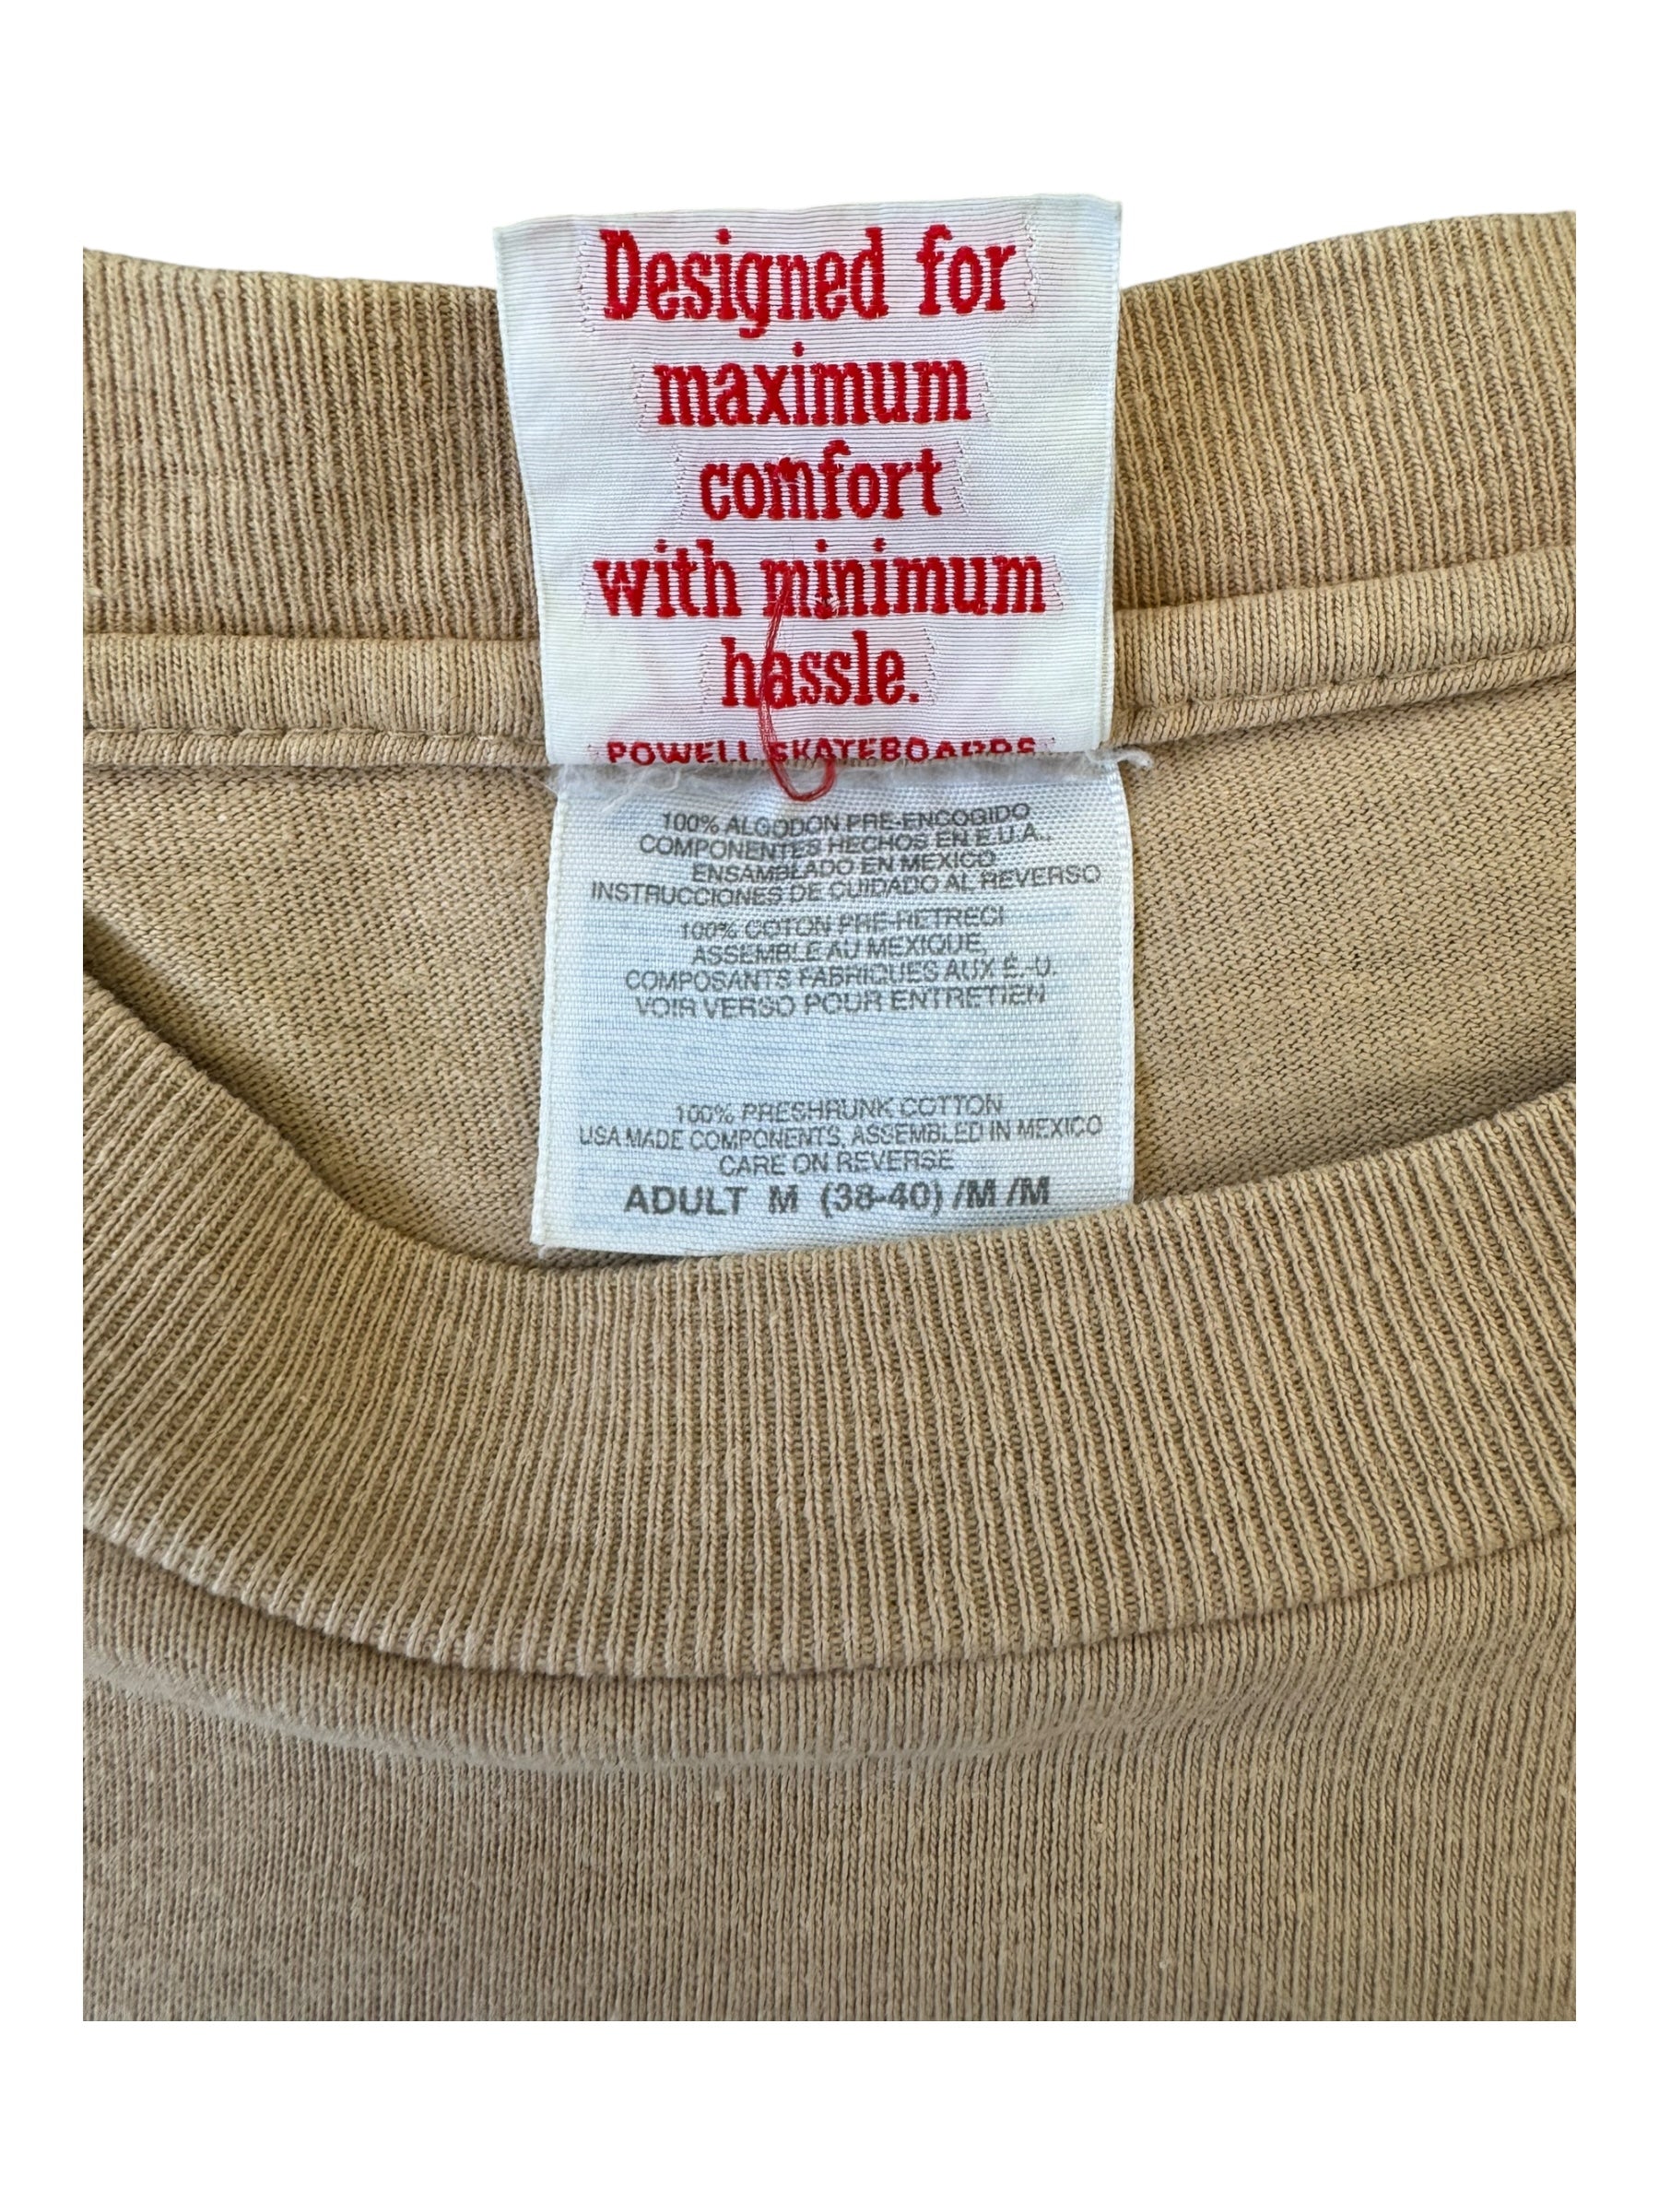 Designed for
maximum
comfort
with minimum
hassle.
POWELL SKATEBOARDS
100% ALGODON PRE-ENCOGIDO
COMPONENTES HECHOS EN E.U.A.,
ENSAMBLADO EN MEXICO
INSTRUCCIONES DE CUIDADO AL REVERSO
100% COTON PRE-RETRECI
ASSEMBLE AU MEXIQUE,
COMPOSANTS FABRIQUES AUX É.-U.
VOIR VERSO POUR ENTRETIEN
100% PRESHRUNK COTTON
USA MADE COMPONENTS, ASSEMBLED IN MEXICO
CARE ON REVERSE
ADULT M (38-40) /M /M